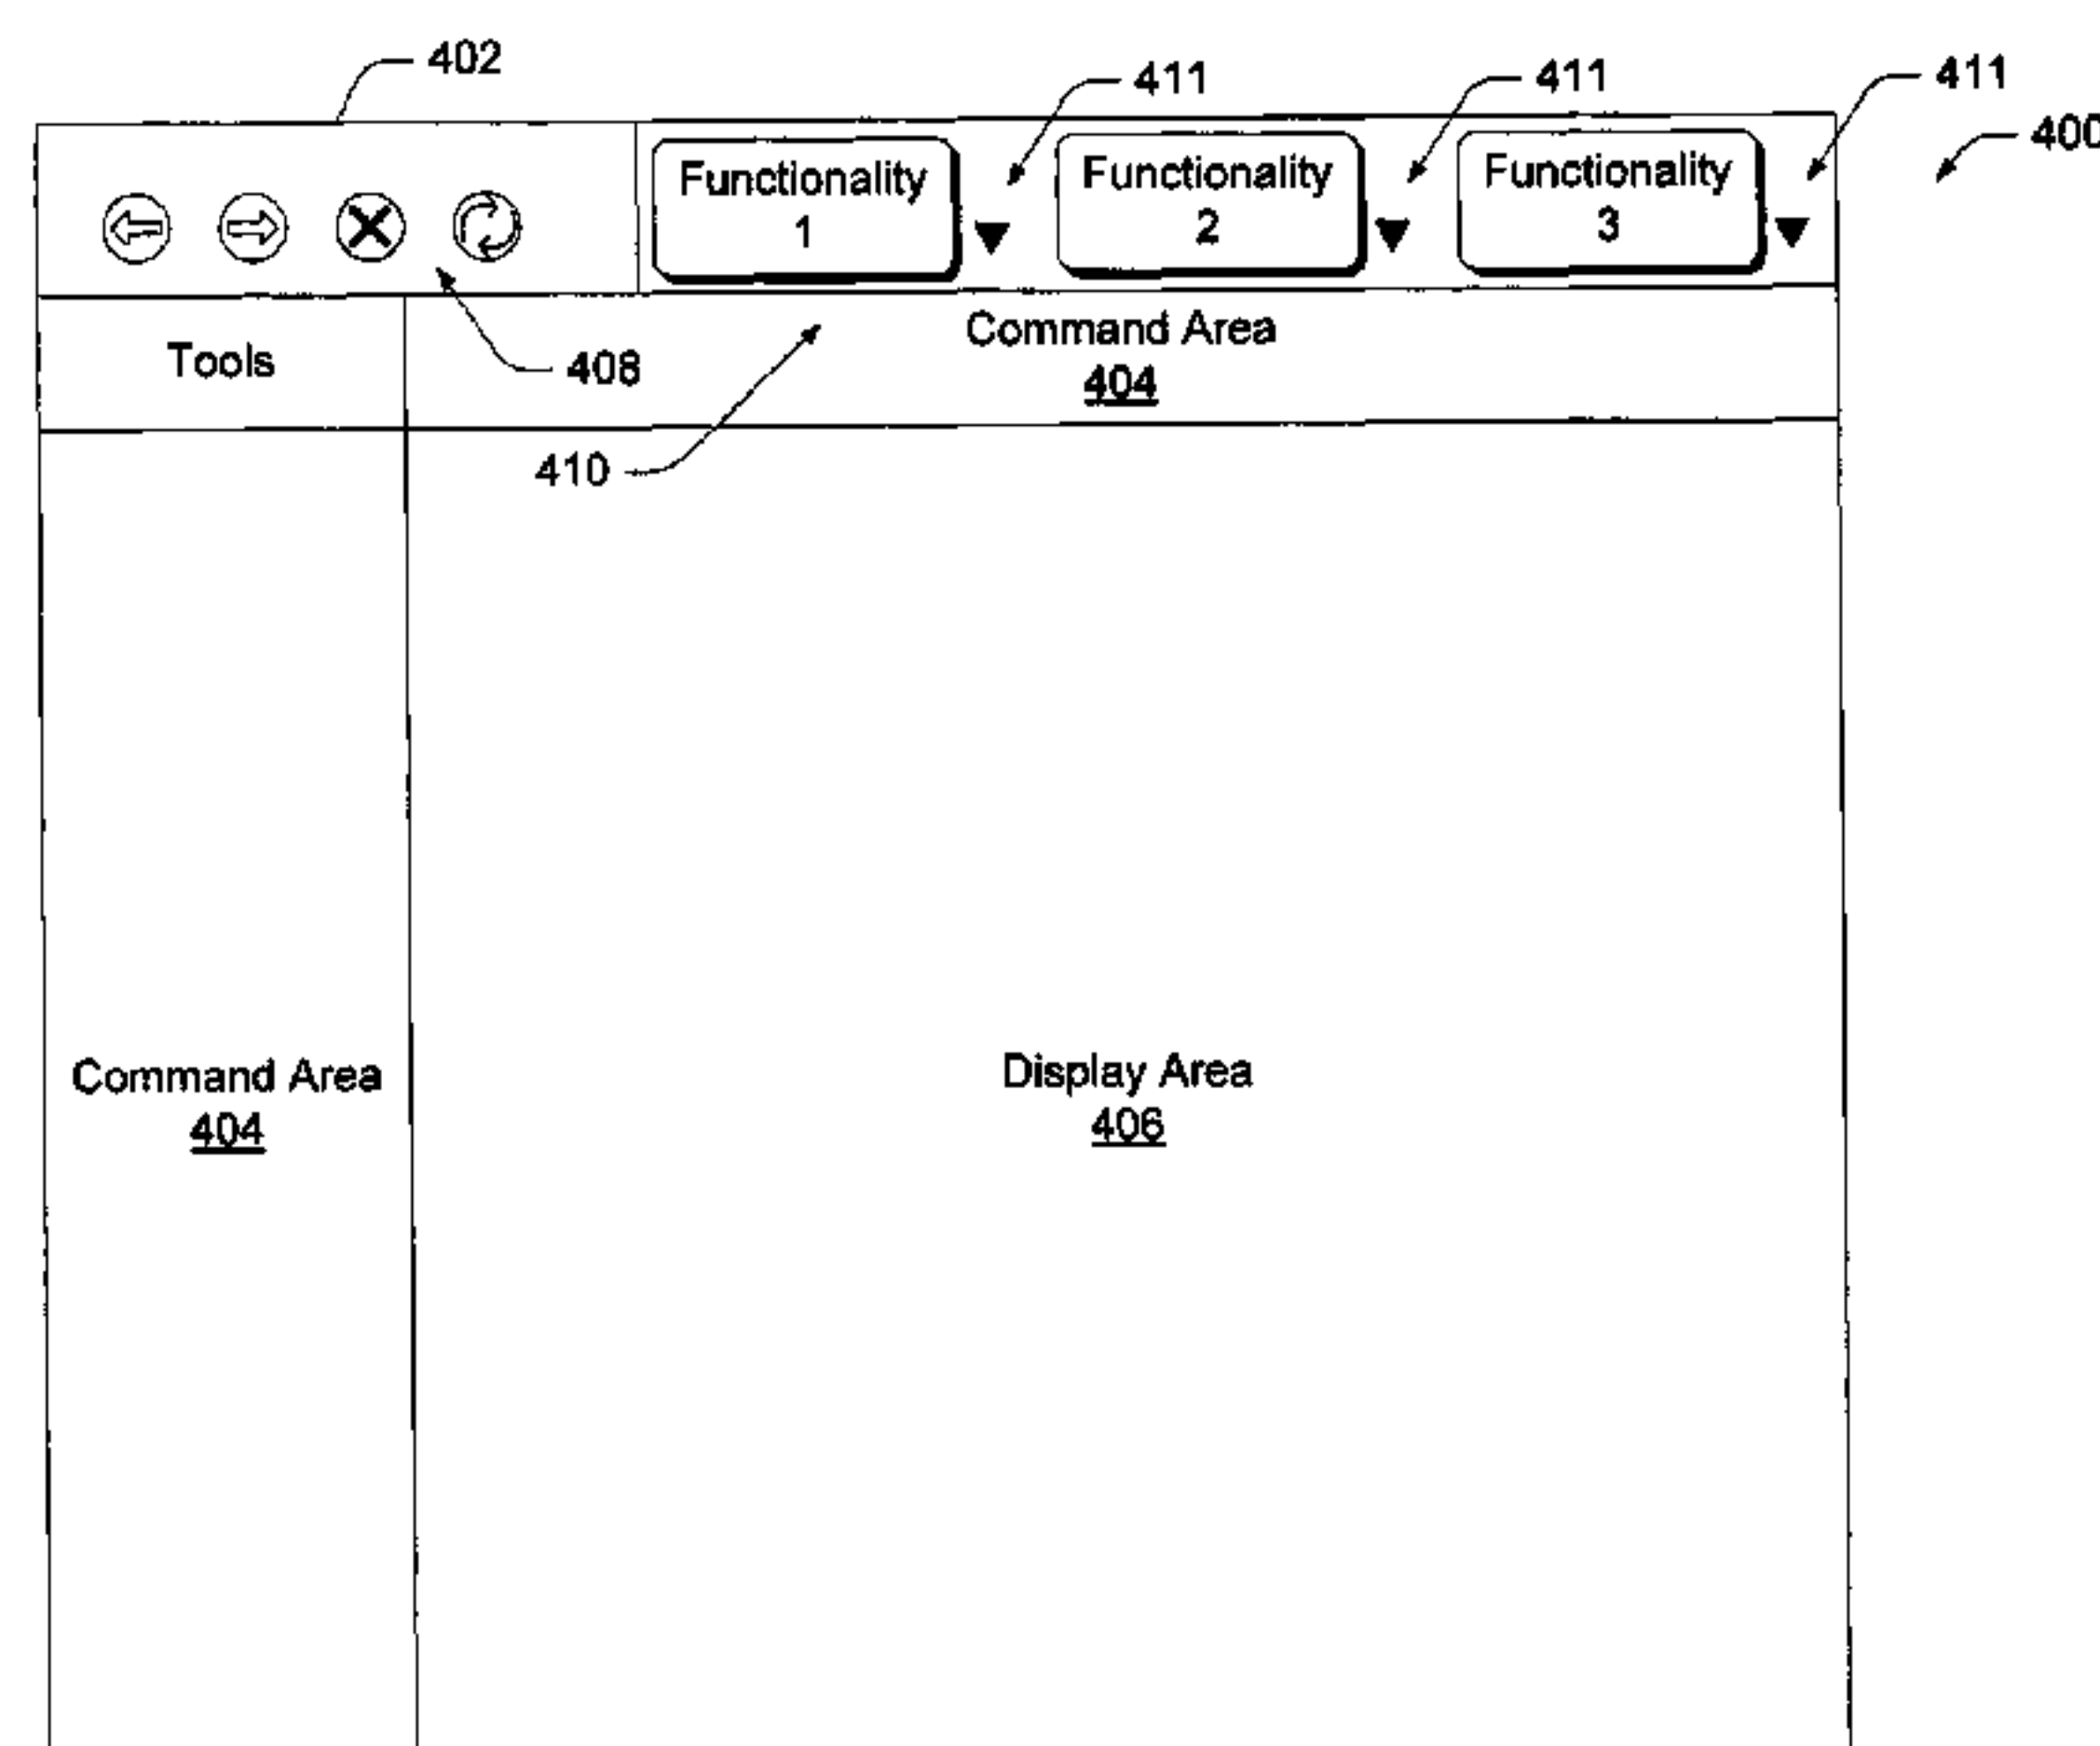 402
411
411
411
400
Functionality
1
Functionality
2
Functionality
3
Tools
408
Command Area
404
410
Command Area
404
Display Area
406